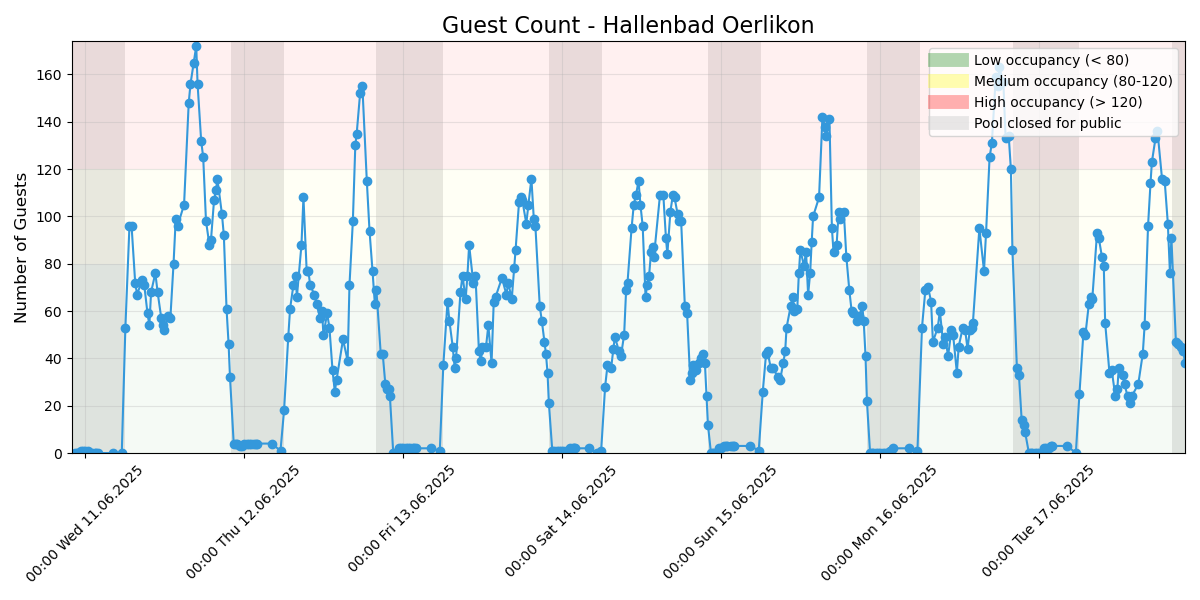 Guest Count - Hallenbad Oerlikon
Number of Guests
160
140
120
100
80
60
40
20
0
Low occupancy (< 80)
Medium occupancy (80-120)
High occupancy (> 120)
Pool closed for public
00:00 Wed 11.06.2025
00:00 Thu 12.06.2025
00:00 Fri 13.06.2025
00:00 Sat 14.06.2025
00:00 Sun 15.06.2025
00:00 Mon 16.06.2025
00:00 Tue 17.06.2025